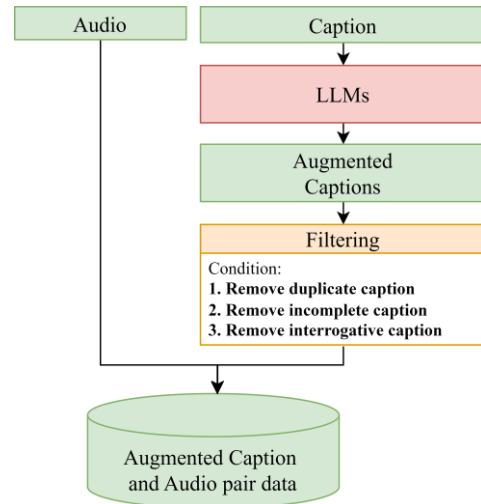 Audio
Caption
LLMs
Augmented
Captions
Filtering
Condition:
1. Remove duplicate caption
2. Remove incomplete caption
3. Remove interrogative caption
Augmented Caption
and Audio pair data